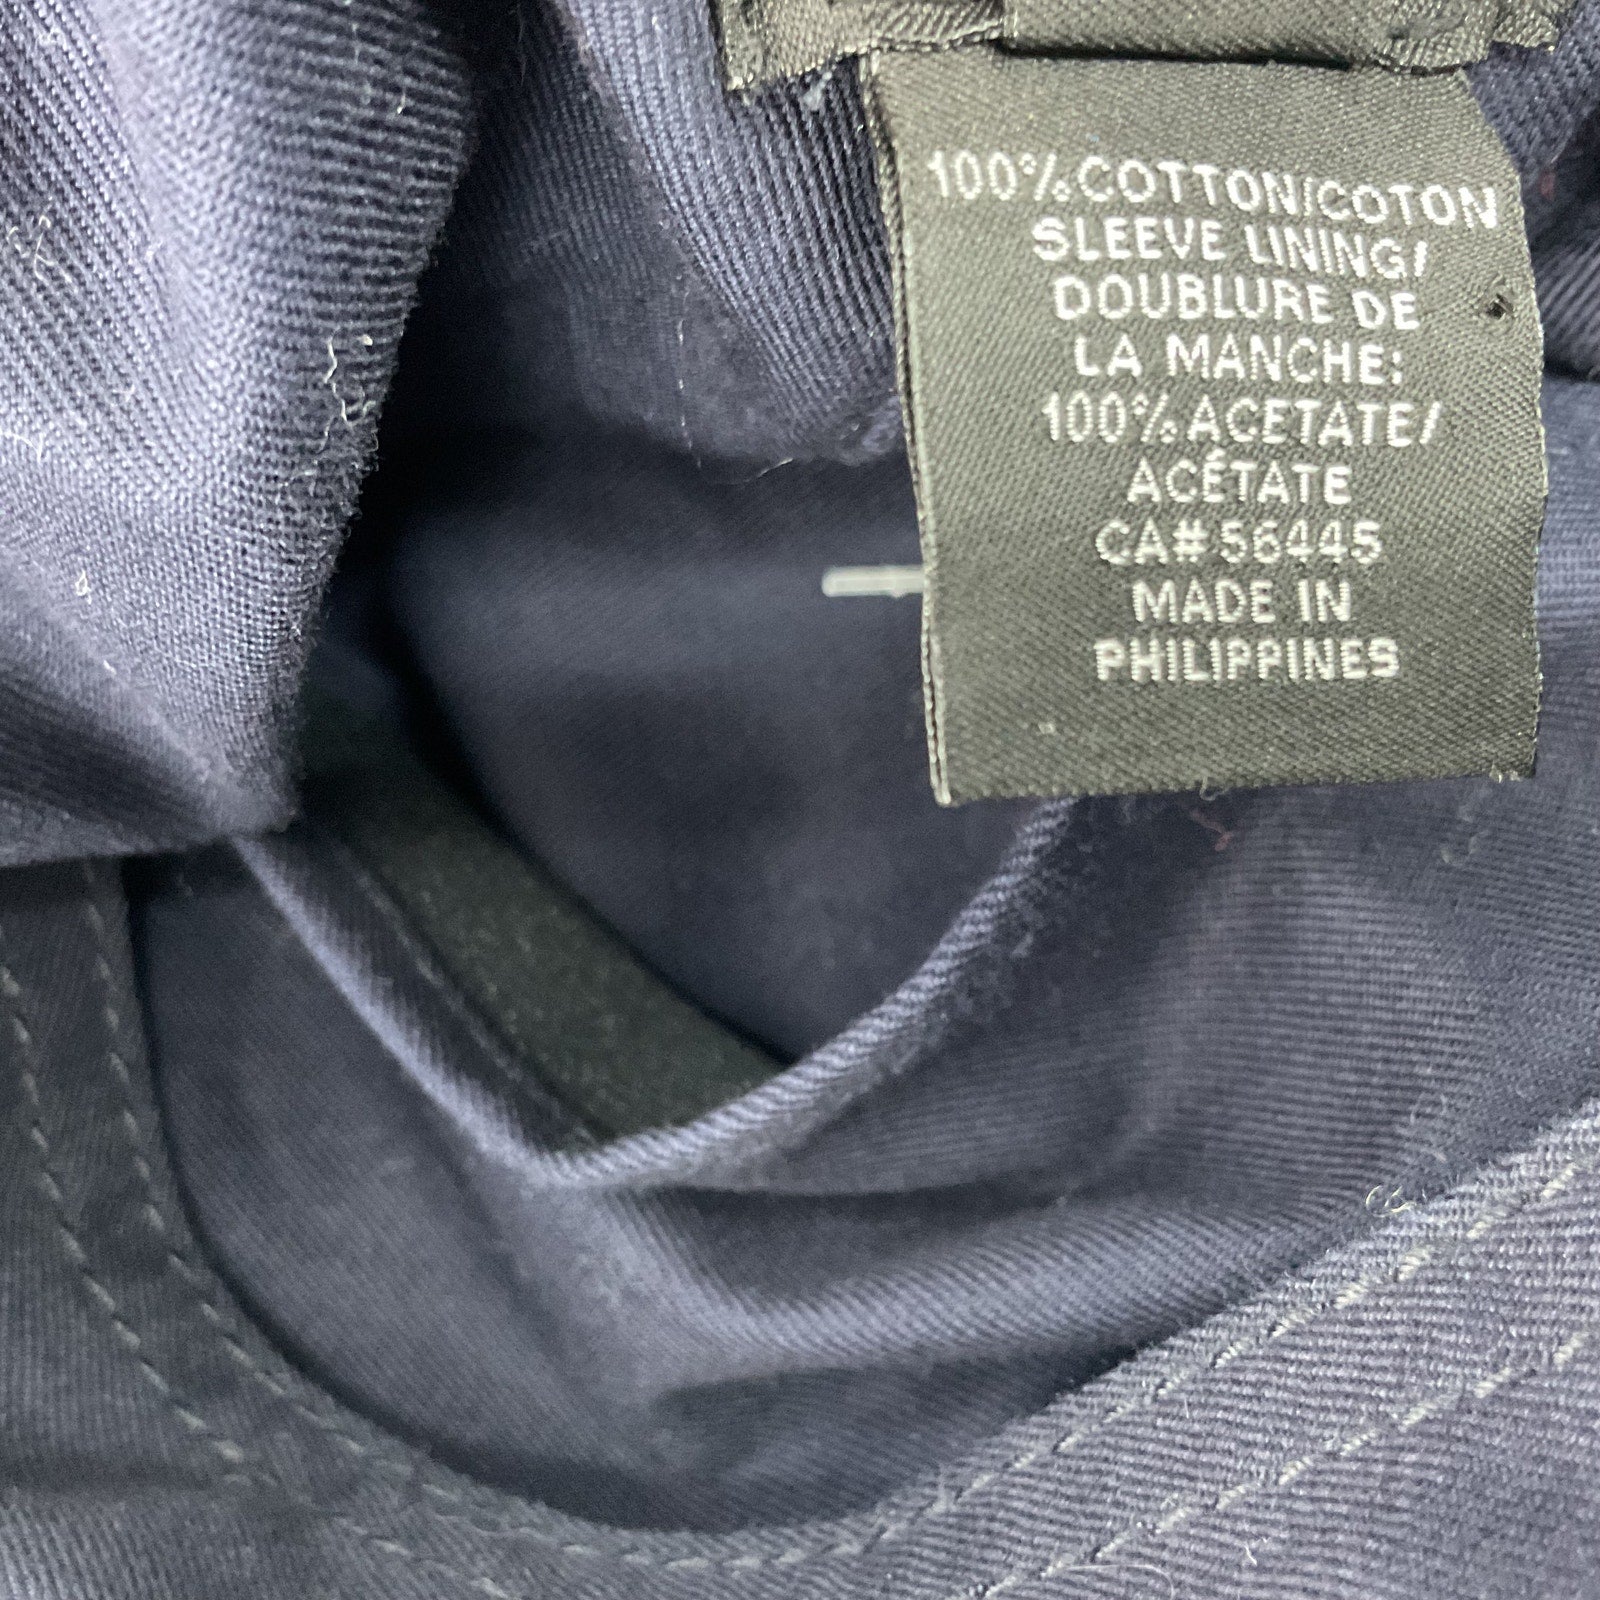 100% COTTON/COTON
SLEEVE LINING/
DOUBLURE DE
LA MANCHE:
100% ACETATE/
ACÉTATE
CA#56445
MADE IN
PHILIPPINES